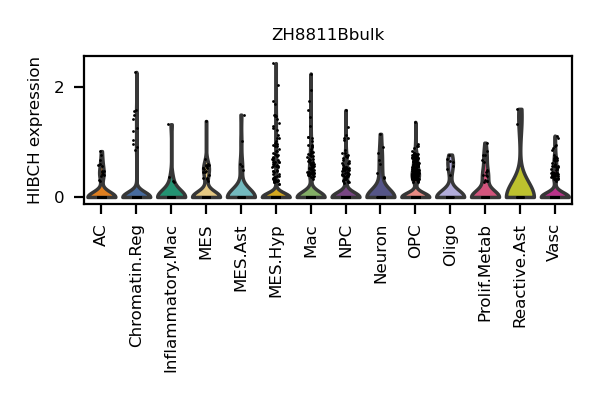 ZH8811Bbulk
HIBCH expression
2
0
AC
Chromatin.Reg
Inflammatory.Mac
MES
MES.Ast
MES.Hyp
Mac
NPC
Neuron
OPC
Oligo
Prolif.Metab
Reactive.Ast
Vasc